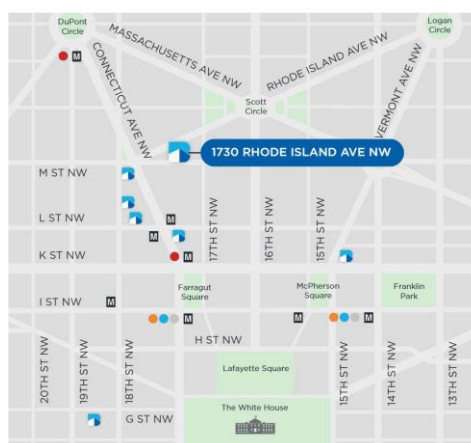 DuPont
Circle
Logan
Circle
MASSACHUSETTS AVE NW
RHODE ISLAND AVE NW
CONNECTICUT AVE NW
VERMONT AVE NW
Scott
Circle
1730 RHODE ISLAND AVE NW
M ST NW
L ST NW
K ST NW
17TH ST NW
16TH ST NW
15TH ST NW
M
M
M
M
Farragut
Square
McPherson
Square
Franklin
Park
I ST NW
M
M
M
M
H ST NW
20TH ST NW
19TH ST NW
18TH ST NW
Lafayette Square
15TH ST NW
14TH ST NW
13TH ST NW
The White House
G ST NW